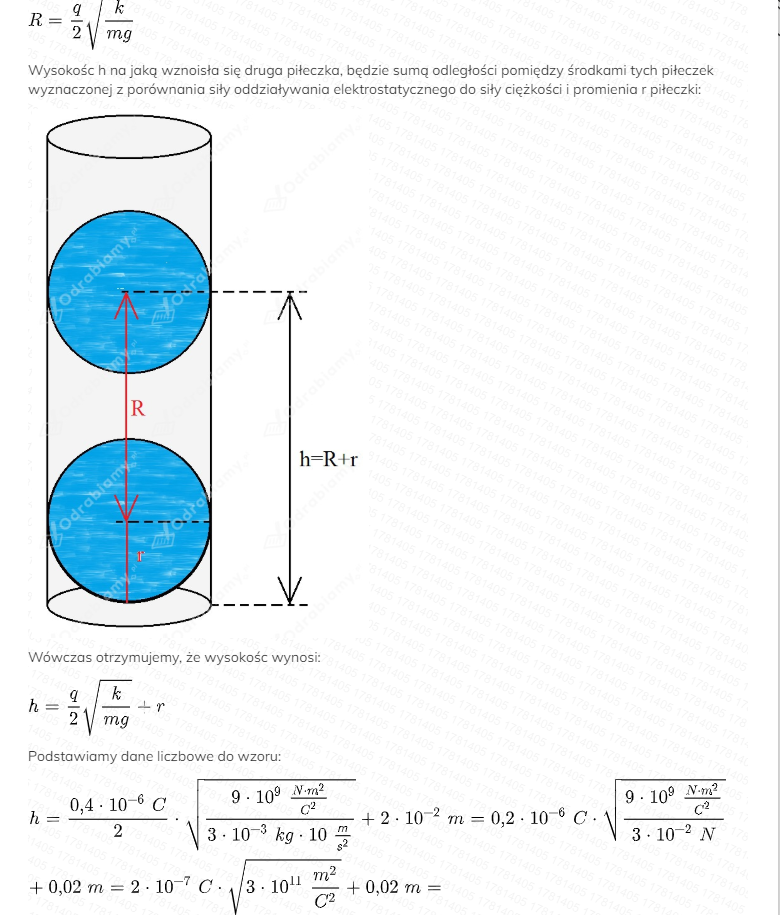 R = \frac{q}{2} \sqrt{\frac{k}{mg}}
Wysokośc h na jaką wznoisła się druga piłeczka, będzie sumą odległości pomiędzy środkami tych piłeczek
wyznaczonej z porównania siły oddziaływania elektrostatycznego do siły ciężkości i promienia r piłeczki:
R
h=R+r
r
Wówczas otrzymujemy, że wysokośc wynosi:
h = \frac{q}{2} \sqrt{\frac{k}{mg}} + r
Podstawiamy dane liczbowe do wzoru:
h = \frac{0,4 \cdot 10^{-6} \ C}{2} \cdot \sqrt{\frac{9 \cdot 10^{9} \ \frac{N \cdot m^2}{C^2}}{3 \cdot 10^{-3} \ kg \cdot 10 \ \frac{m}{s^2}}} + 2 \cdot 10^{-2} \ m = 0,2 \cdot 10^{-6} \ C \cdot \sqrt{\frac{9 \cdot 10^{9} \ \frac{N \cdot m^2}{C^2}}{3 \cdot 10^{-2} \ N}}
+ 0,02 \ m = 2 \cdot 10^{-7} \ C \cdot \sqrt{3 \cdot 10^{11} \ \frac{m^2}{C^2}} + 0,02 \ m =